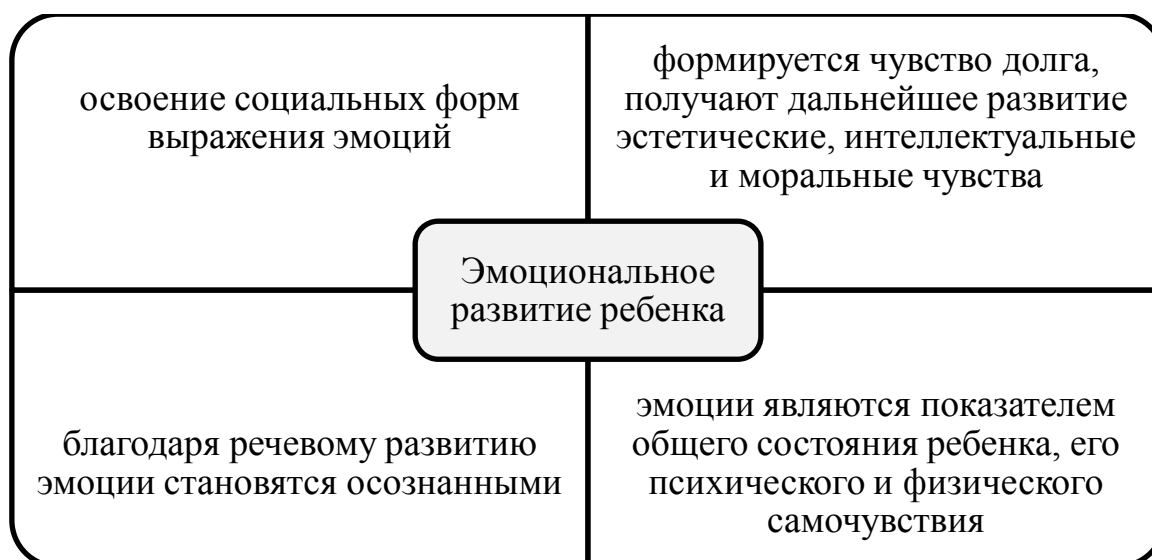 освоение социальных форм
выражения эмоций
формируется чувство долга,
получают дальнейшее развитие
эстетические, интеллектуальные
и моральные чувства
Эмоциональное
развитие ребенка
благодаря речевому развитию
эмоции становятся осознанными
эмоции являются показателем
общего состояния ребенка, его
психического и физического
самочувствия